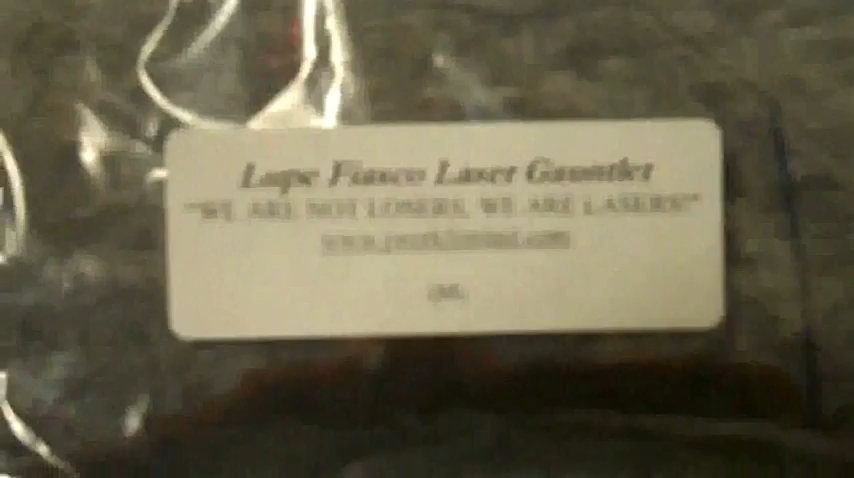 Lupe Fiasco Laser Gauntlet
"WE ARE NOT LOSERS, WE ARE LASERS!"